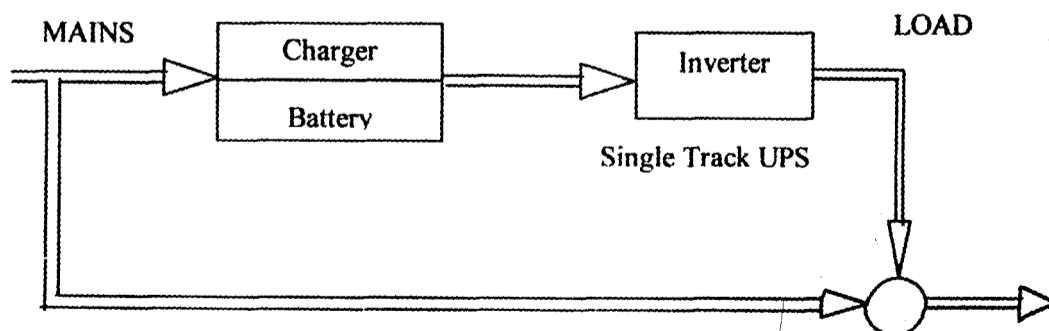 MAINS
LOAD
Charger
Inverter
Battery
Single Track UPS